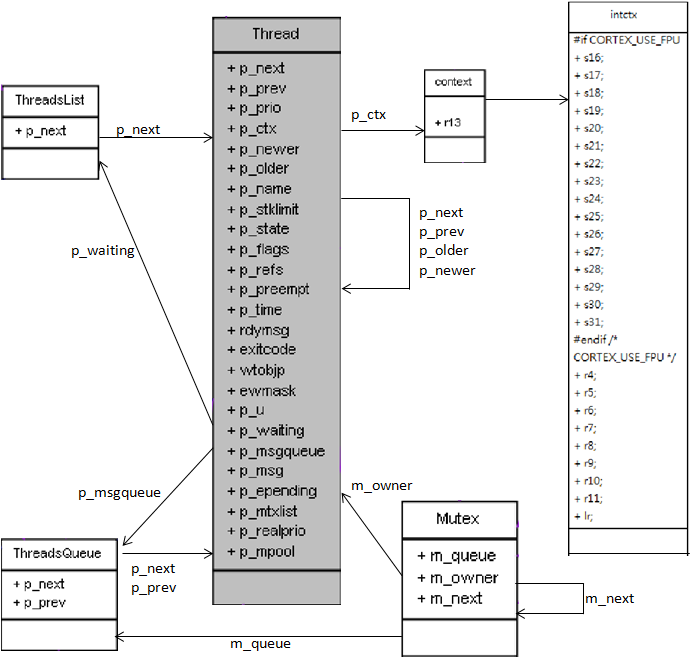 Thread
+ p_next
+ p_prev
+ p_prio
+ p_ctx
+ p_newer
+ p_older
+ p_name
+ p_stklimit
+ p_state
+ p_flags
+ p_refs
+ p_preempt
+ p_time
+ rdymsg
+ exitcode
+ wtobjp
+ ewmask
+ p_u
+ p_waiting
+ p_msgqueue
+ p_msg
+ p_epending
+ p_mtxlist
+ p_realprio
+ p_mpool
ThreadsList
+ p_next
p_next
p_waiting
p_msgqueue
ThreadsQueue
+ p_next
+ p_prev
p_next
p_prev
p_ctx
context
+ r13
p_next
p_prev
p_older
p_newer
m_owner
Mutex
+ m_queue
+ m_owner
+ m_next
m_next
m_queue
intctx
#if CORTEX_USE_FPU
+ s16;
+ s17;
+ s18;
+ s19;
+ s20;
+ s21;
+ s22;
+ s23;
+ s24;
+ s25;
+ s26;
+ s27;
+ s28;
+ s29;
+ s30;
+ s31;
#endif /*
CORTEX_USE_FPU */
+ r4;
+ r5;
+ r6;
+ r7;
+ r8;
+ r9;
+ r10;
+ r11;
+ lr;